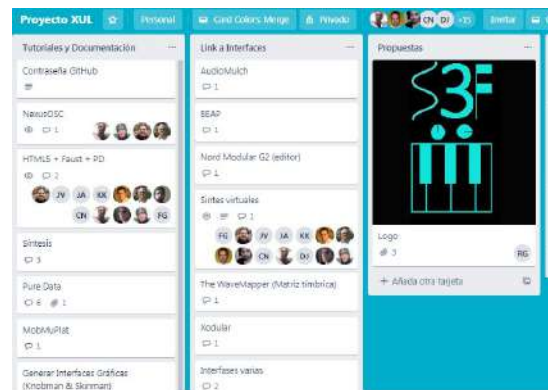 Proyecto XUL
Personal
Card Colors Merge
Privado
CN
DJ
+15
Invitar
Tutoriales y Documentación
Contraseña GitHub
NexusOSC
1
HTML5 + Faust + PD
2
JV JA KK
CN FG
Síntesis
3
Pure Data
6 1
MobMuPlat
1
Generar Interfaces Gráficas
(Knobman & Skinman)
Link a Interfaces
AudioMulch
1
BEAP
1
Nord Modular G2 (editor)
1
Sintes virtuales
1
FG JV JA KK
CN DJ
The WaveMapper (Matriz tímbrica)
1
Xodular
1
Interfases varias
2
Propuestas
Logo
3
RG
+ Añada otra tarjeta